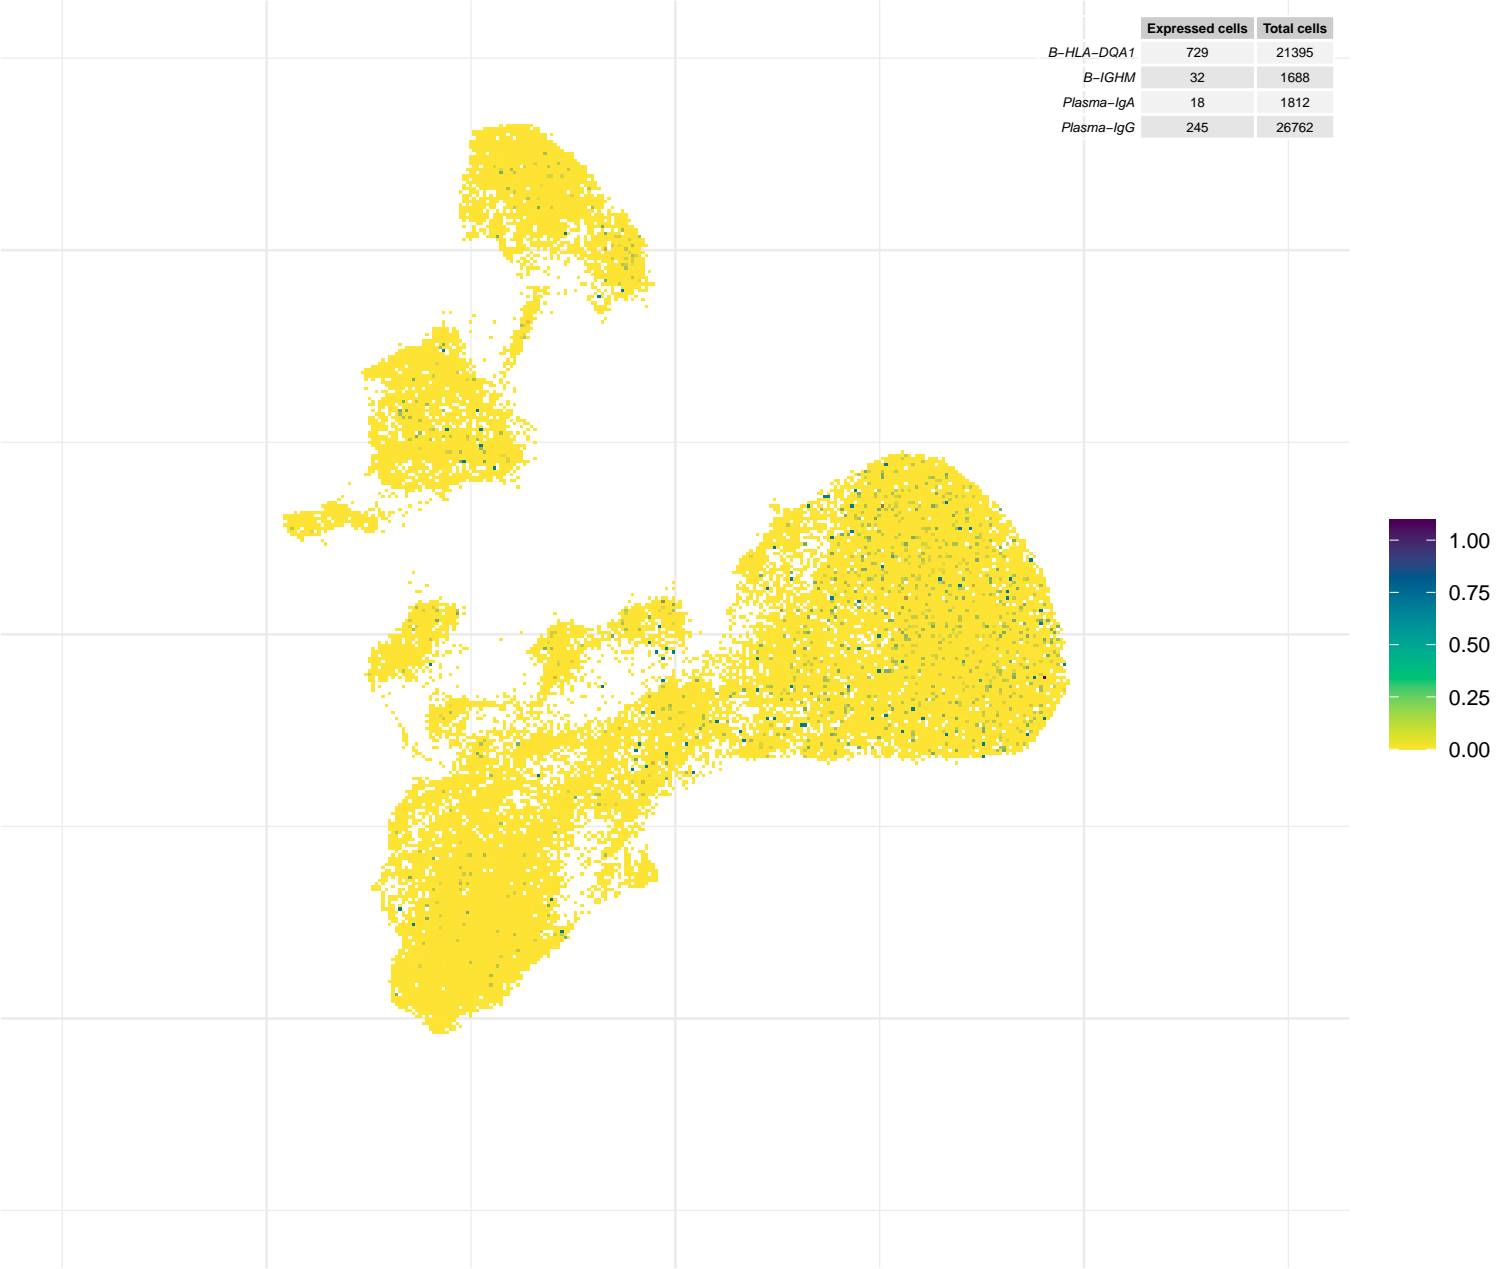 Expressed cells Total cells
B−HLA−DQA1 729 21395
B−IGHM 32 1688
Plasma−IgA 18 1812
Plasma−IgG 245 26762
1.00
0.75
0.50
0.25
0.00